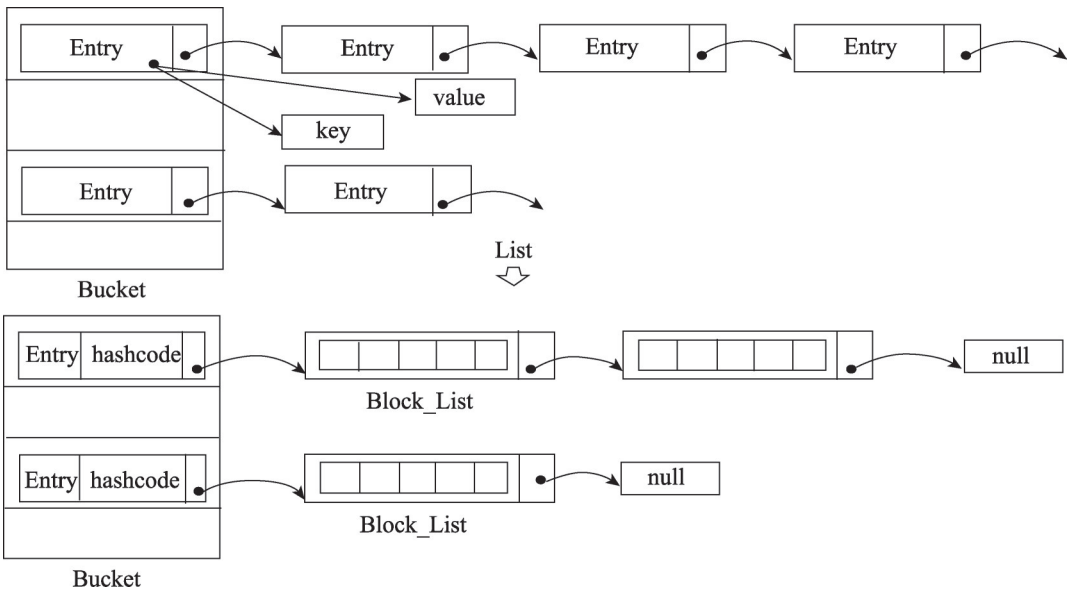 Entry
Entry
Entry
Entry
value
key
Entry
Entry
List
Bucket
Entry
hashcode
null
Block_List
Entry
hashcode
null
Block_List
Bucket